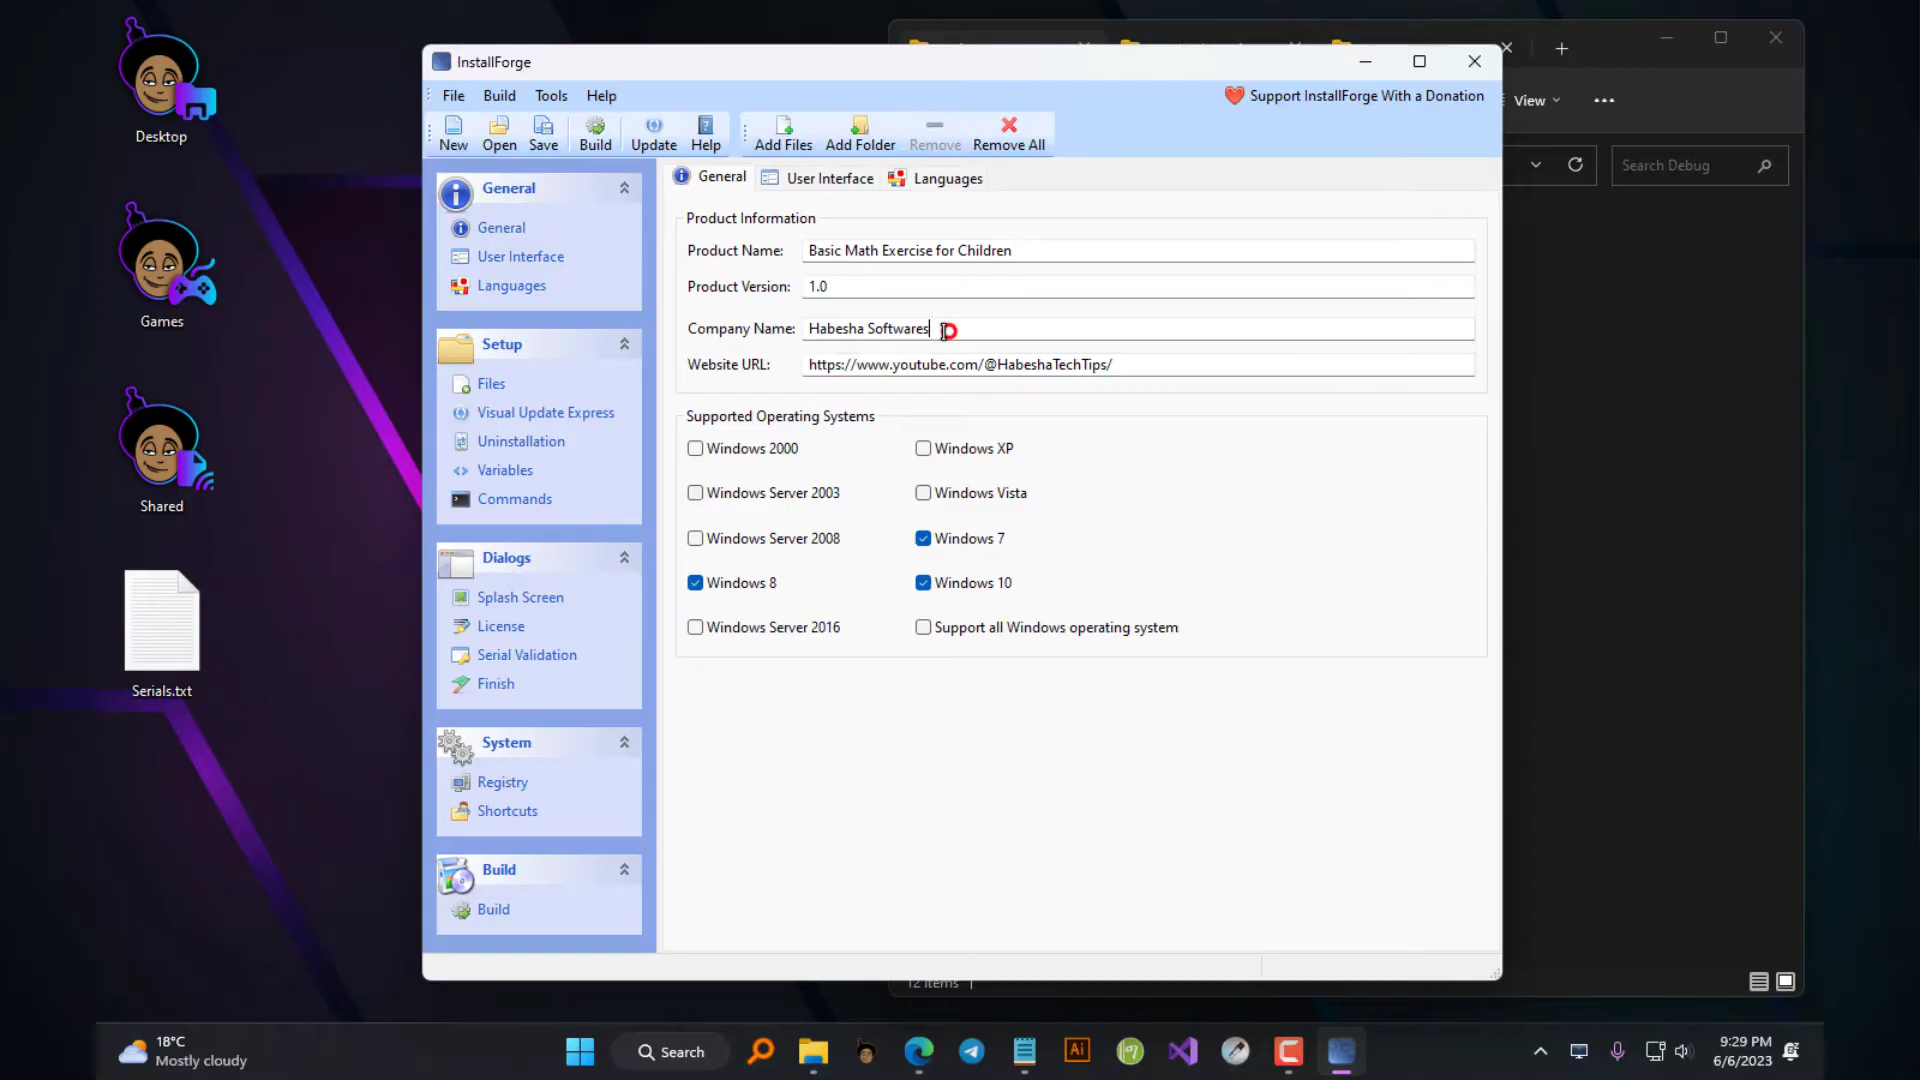 InstallForge
File Build Tools Help
Support InstallForge With a Donation
New Open Save Build Update Help Add Files Add Folder Remove Remove All
General User Interface Languages
General
General
User Interface
Languages
Setup
Files
Visual Update Express
Uninstallation
Variables
Commands
Dialogs
Splash Screen
License
Serial Validation
Finish
System
Registry
Shortcuts
Build
Build
Product Information
Product Name: Basic Math Exercise for Children
Product Version: 1.0
Company Name: Habesha Softwares
Website URL: https://www.youtube.com/@HabeshaTechTips/
Supported Operating Systems
Windows 2000 Windows XP
Windows Server 2003 Windows Vista
Windows Server 2008 Windows 7
Windows 8 Windows 10
Windows Server 2016 Support all Windows operating system
View
Search Debug
12 items
Desktop
Games
Shared
Serials.txt
18°C
Mostly cloudy
Search
Ai
9:29 PM
6/6/2023